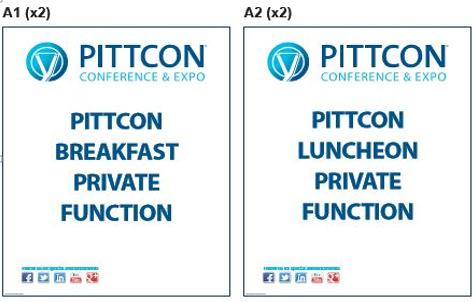 A1 (x2)
PITTCON
CONFERENCE & EXPO
PITTCON
BREAKFAST
PRIVATE
FUNCTION
A2 (x2)
PITTCON
CONFERENCE & EXPO
PITTCON
LUNCHEON
PRIVATE
FUNCTION